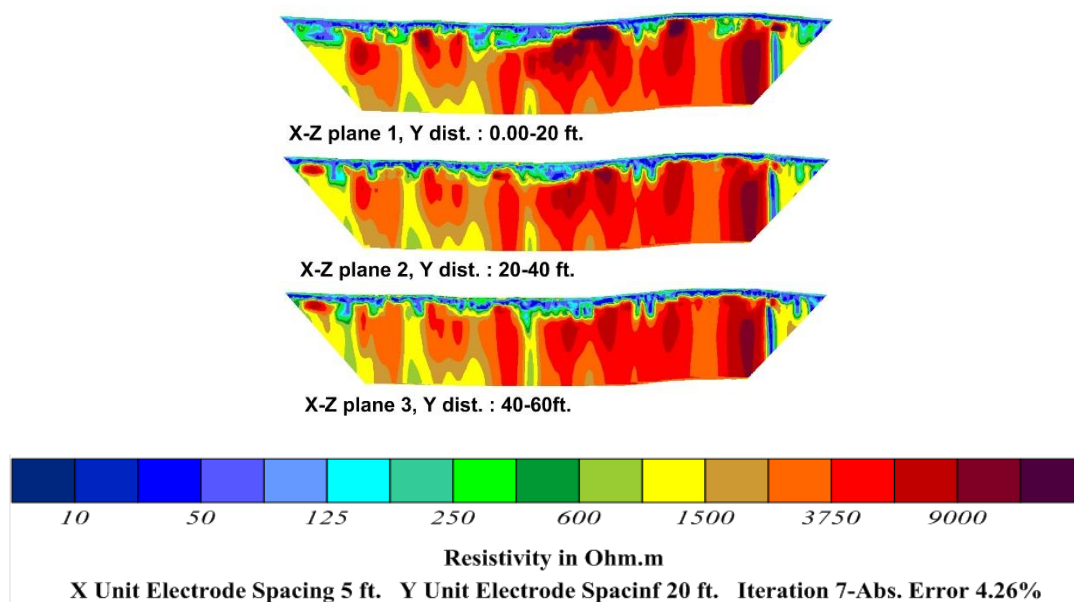 X-Z plane 1, Y dist. : 0.00-20 ft.
X-Z plane 2, Y dist. : 20-40 ft.
X-Z plane 3, Y dist. : 40-60ft.
10 50 125 250 600 1500 3750 9000
Resistivity in Ohm.m
X Unit Electrode Spacing 5 ft. Y Unit Electrode Spacinf 20 ft. Iteration 7-Abs. Error 4.26%